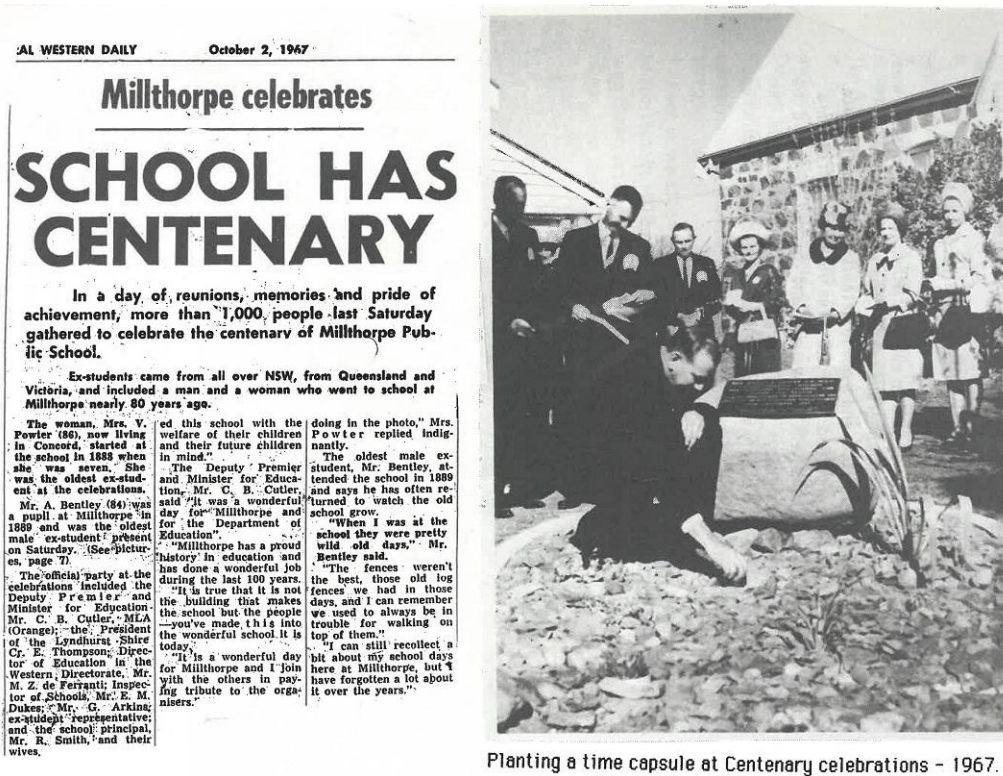 :AL WESTERN DAILY October 2, 1967
Millthorpe celebrates
SCHOOL HAS
CENTENARY
In a day of reunions, memories and pride of
achievement, more than 1,000 people last Saturday
gathered to celebrate the centenary of Millthorpe Pub-
lic School.
Ex-students came from all over NSW, from Queensland and
Victoria, and included a man and a woman who went to school at
Millthorpe nearly 80 years ago.
The woman, Mrs. V.
Powter (86), now living
in Concord, started at
the school in 1888 when
she was seven. She
was the oldest ex-stud-
ent at the celebrations.
Mr. A. Bentley (84) was
a pupil at Millthorpe in
1889 and was the oldest
male ex-student present
on Saturday. (See pictur-
es, page 7).
The official party at the
celebrations included the
Deputy Premier and
Minister for Education
Mr. C. B. Cutler, MLA
(Orange); the President
of the Lyndhurst Shire
Cr. E. Thompson; Direc-
tor of Education in the
Western Directorate, Mr.
M. Z. de Ferranti; Inspec-
tor of Schools, Mr. E. M.
Dukes; Mr. G. Arkins,
ex-student representative;
and the school principal,
Mr. R. Smith, and their
wives.
ed this school with the
welfare of their children
and their future children
in mind."
The Deputy Premier
and Minister for Educa-
tion, Mr. C. B. Cutler,
said "It was a wonderful
day for Millthorpe and
for the Department of
Education".
"Millthorpe has a proud
history in education and
has done a wonderful job
during the last 100 years.
"It is true that it is not
the building that makes
the school but the people
—you've made this into
the wonderful school it is
today.
"It is a wonderful day
for Millthorpe and I join
with the others in pay-
ing tribute to the orga-
nisers."
doing in the photo," Mrs.
Powter replied indig-
nantly.
The oldest male ex-
student, Mr. Bentley, at-
tended the school in 1889
and says he has often re-
turned to watch the old
school grow.
"When I was at the
school they were pretty
wild old days," Mr.
Bentley said.
"The fences weren't
the best, those old log
fences we had in those
days, and I can remember
we used to always be in
trouble for walking on
top of them."
"I can still recollect a
bit about my school days
here at Millthorpe, but I
have forgotten a lot about
it over the years."
Planting a time capsule at Centenary celebrations - 1967.